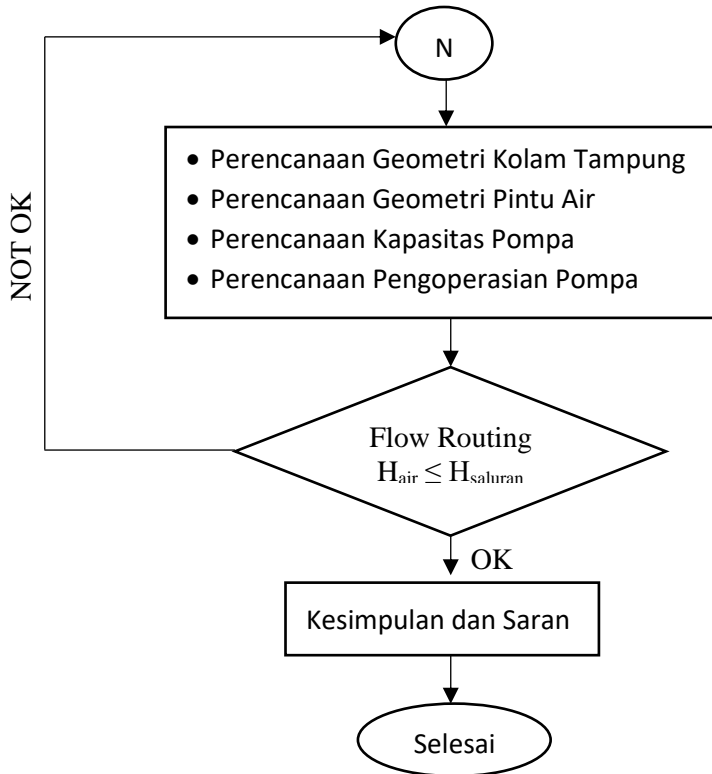 N
• Perencanaan Geometri Kolam Tampung
• Perencanaan Geometri Pintu Air
• Perencanaan Kapasitas Pompa
• Perencanaan Pengoperasian Pompa
NOT OK
Flow Routing
Hair ≤ Hsaluran
OK
Kesimpulan dan Saran
Selesai